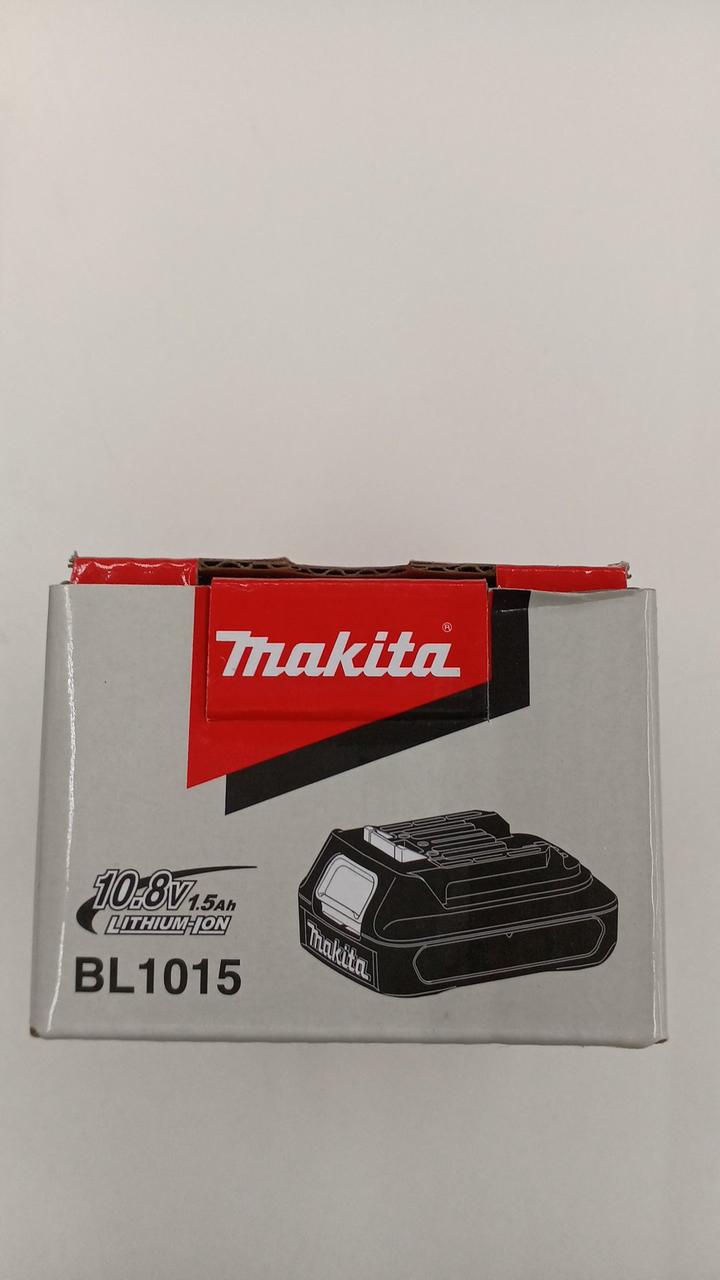 makita®
10.8V 1.5Ah
LITHIUM-ION
BL1015
makita